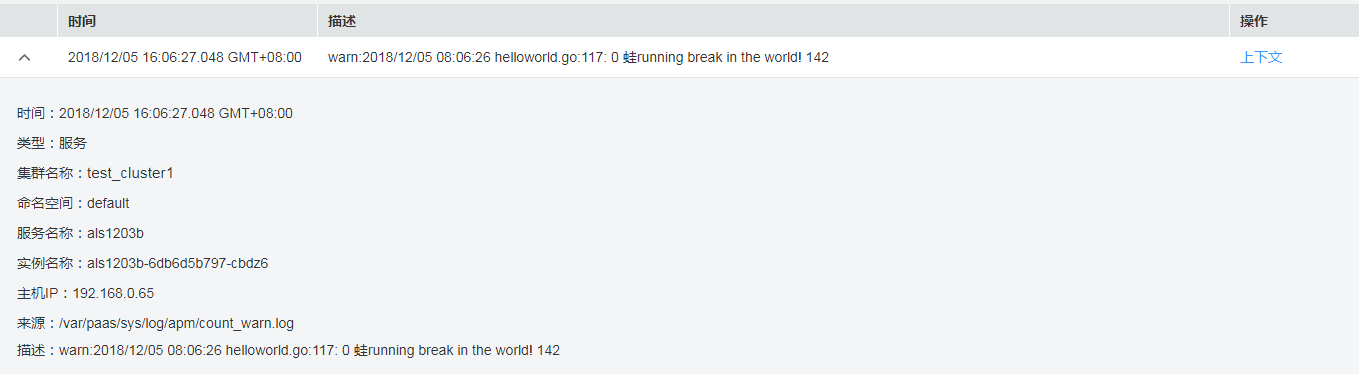 时间 描述 操作
2018/12/05 16:06:27.048 GMT+08:00 warn:2018/12/05 08:06:26 helloworld.go:117: 0 蛙running break in the world! 142 上下文
时间：2018/12/05 16:06:27.048 GMT+08:00
类型：服务
集群名称：test_cluster1
命名空间：default
服务名称：als1203b
实例名称：als1203b-6db6d5b797-cbdz6
主机IP：192.168.0.65
来源：/var/paas/sys/log/apm/count_warn.log
描述：warn:2018/12/05 08:06:26 helloworld.go:117: 0 蛙running break in the world! 142